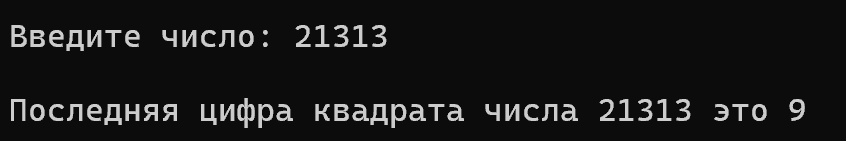 Введите число: 21313
Последняя цифра квадрата числа 21313 это 9